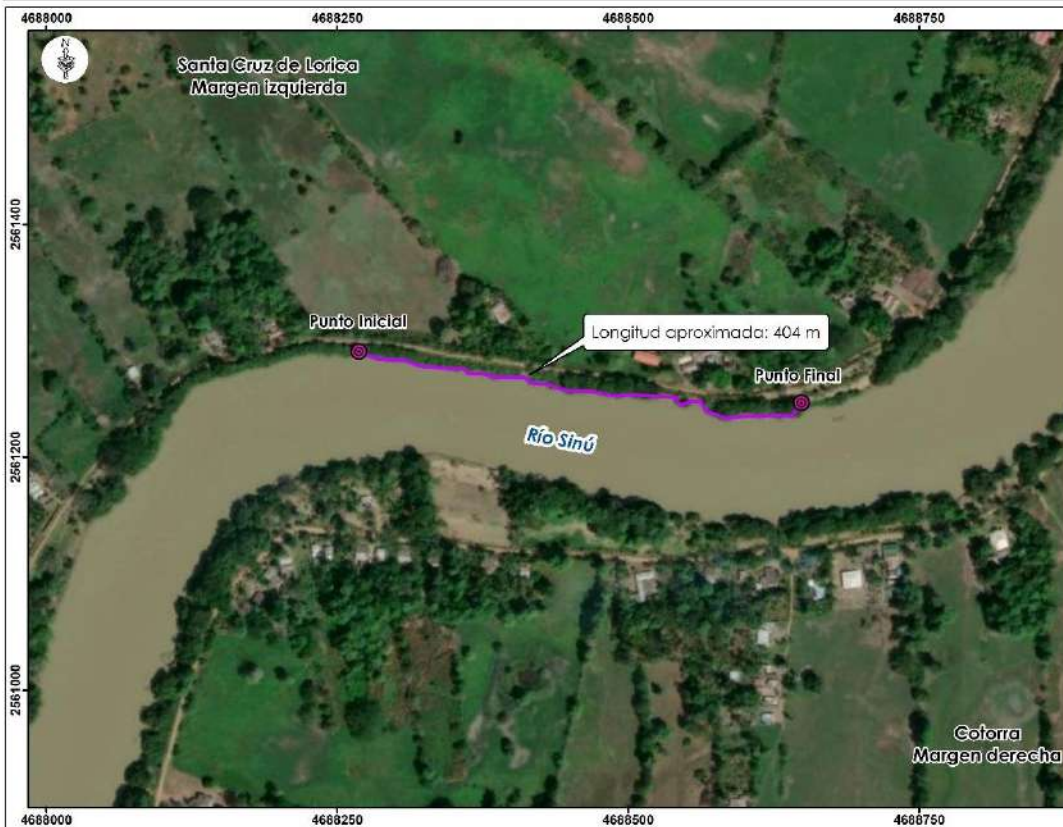 4688000 4688250 4688500 4688750
N
Santa Cruz de Lorica
Margen izquierda
2561400
Punto Inicial
Longitud aproximada: 404 m
Punto Final
Río Sinú
2561200
2561000
Cotorra
Margen derecha
4688000 4688250 4688500 4688750